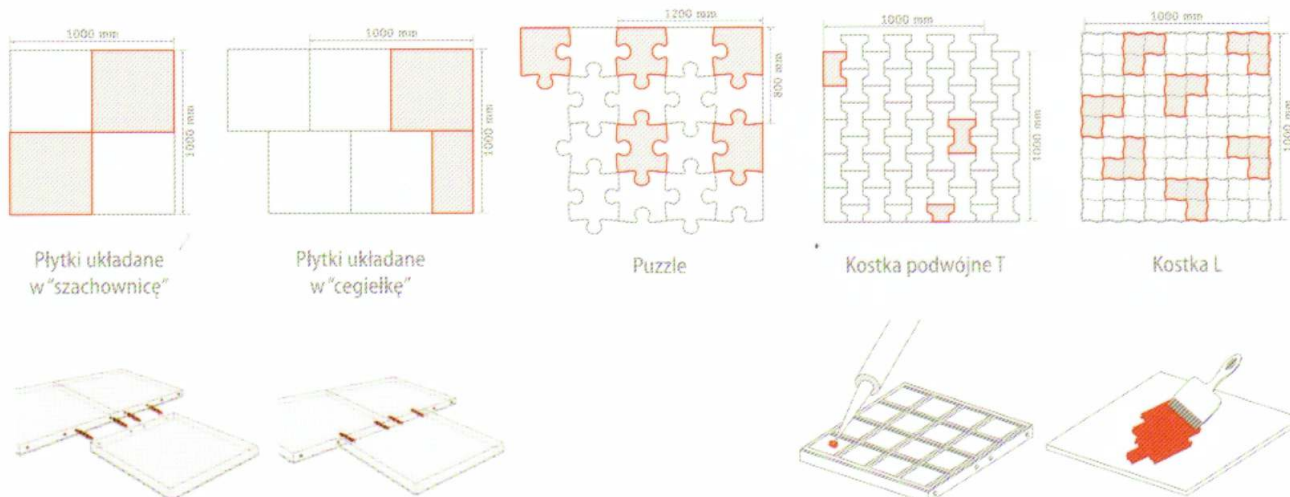 1000 mm
1000 mm
1200 mm
1000 mm
1000 mm
1000 mm
1000 mm
800 mm
1000 mm
1000 mm
Płytki układane
w "szachownicę"
Płytki układane
w "cegiełkę"
Puzzle
Kostka podwójne T
Kostka L